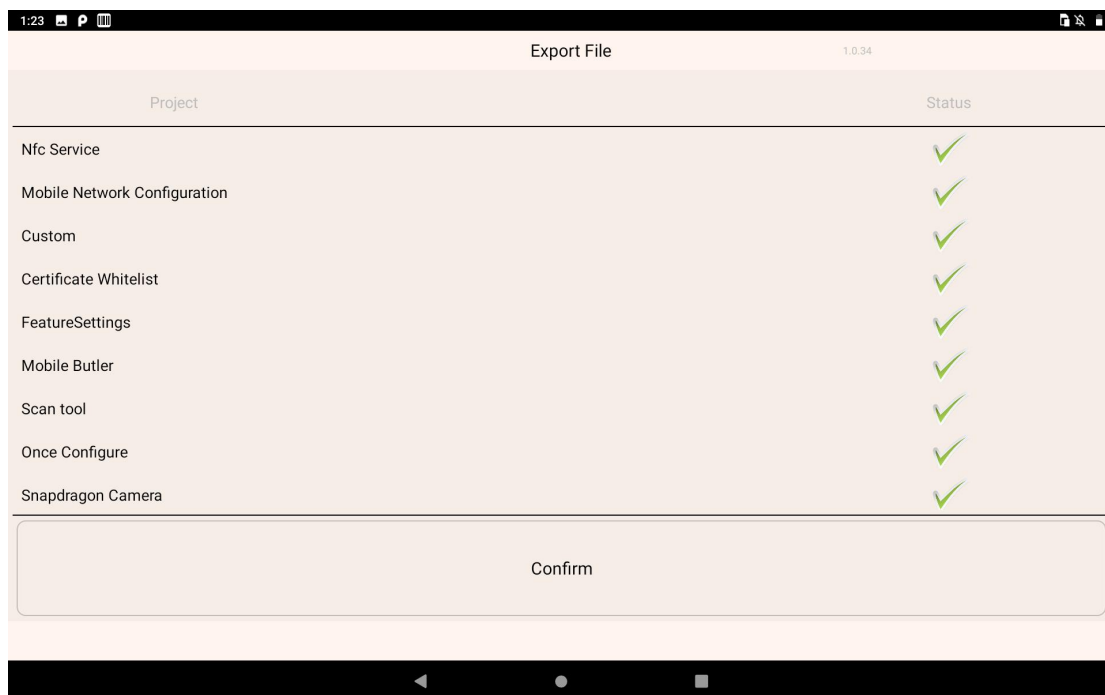 1:23
Export File 1.0.34
Project Status
Nfc Service
Mobile Network Configuration
Custom
Certificate Whitelist
FeatureSettings
Mobile Butler
Scan tool
Once Configure
Snapdragon Camera
Confirm